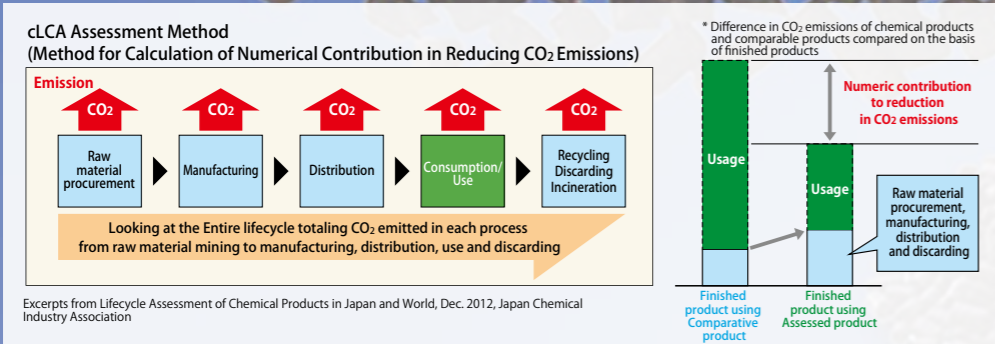 cLCA Assessment Method
(Method for Calculation of Numerical Contribution in Reducing CO2 Emissions)
Emission
CO2
CO2
CO2
CO2
CO2
Raw
material
procurement
Manufacturing
Distribution
Consumption/
Use
Recycling
Discarding
Incineration
Looking at the Entire lifecycle totaling CO2 emitted in each process
from raw material mining to manufacturing, distribution, use and discarding
Excerpts from Lifecycle Assessment of Chemical Products in Japan and World, Dec. 2012, Japan Chemical
Industry Association
* Difference in CO2 emissions of chemical products
and comparable products compared on the basis
of finished products
Numeric contribution
to reduction
in CO2 emissions
Usage
Usage
Raw material
procurement,
manufacturing,
distribution
and discarding
Finished
product using
Comparative
product
Finished
product using
Assessed product